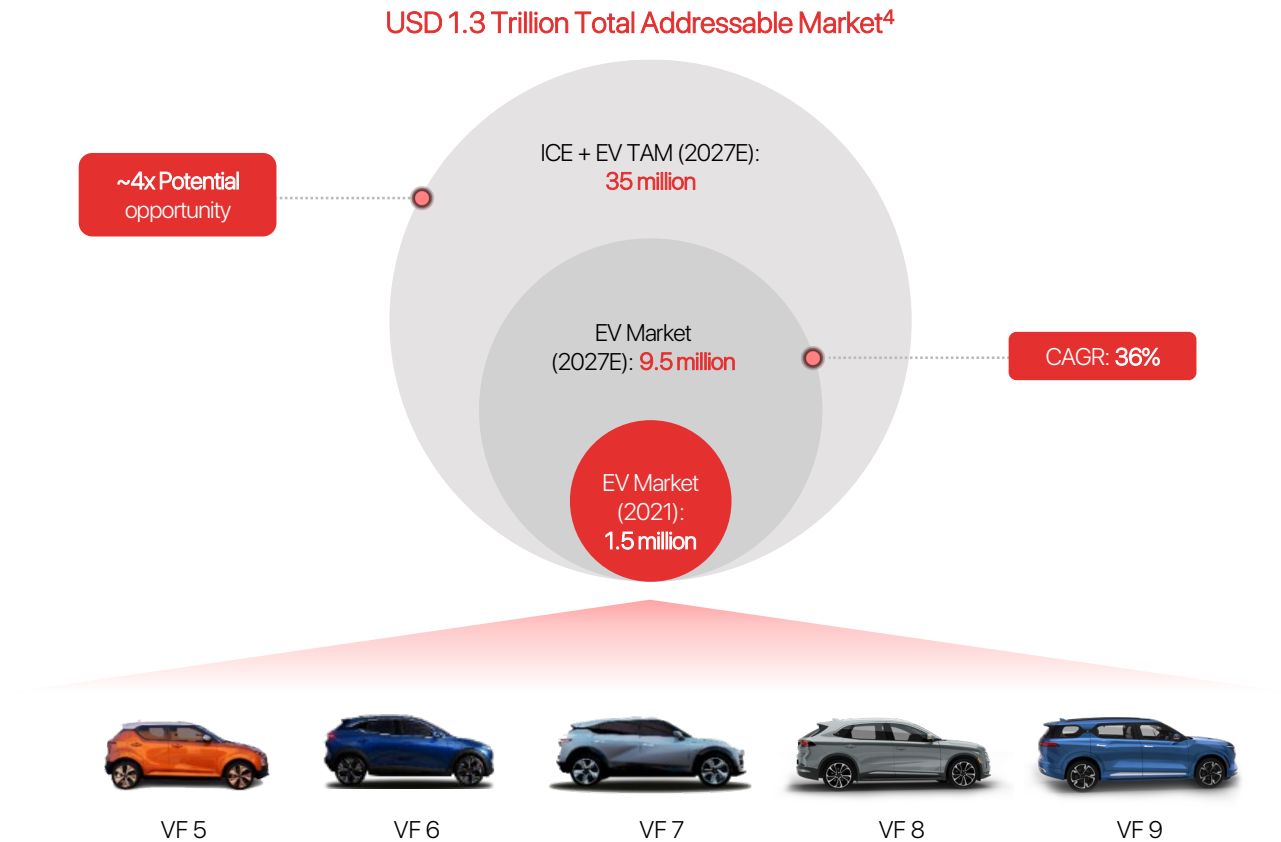 USD 1.3 Trillion Total Addressable Market⁴
ICE + EV TAM (2027E):
35 million
~4x Potential
opportunity
EV Market
(2027E): 9.5 million
CAGR: 36%
EV Market
(2021):
1.5 million
VF 5
VF 6
VF 7
VF 8
VF 9